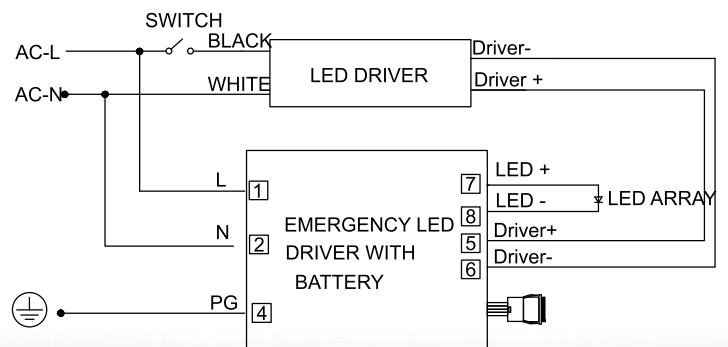 SWITCH
AC-L
BLACK
LED DRIVER
Driver-
AC-N
WHITE
Driver +
L
1
7
LED +
LED ARRAY
8
LED -
N
2
EMERGENCY LED
DRIVER WITH
BATTERY
5
Driver+
6
Driver-
PG
4